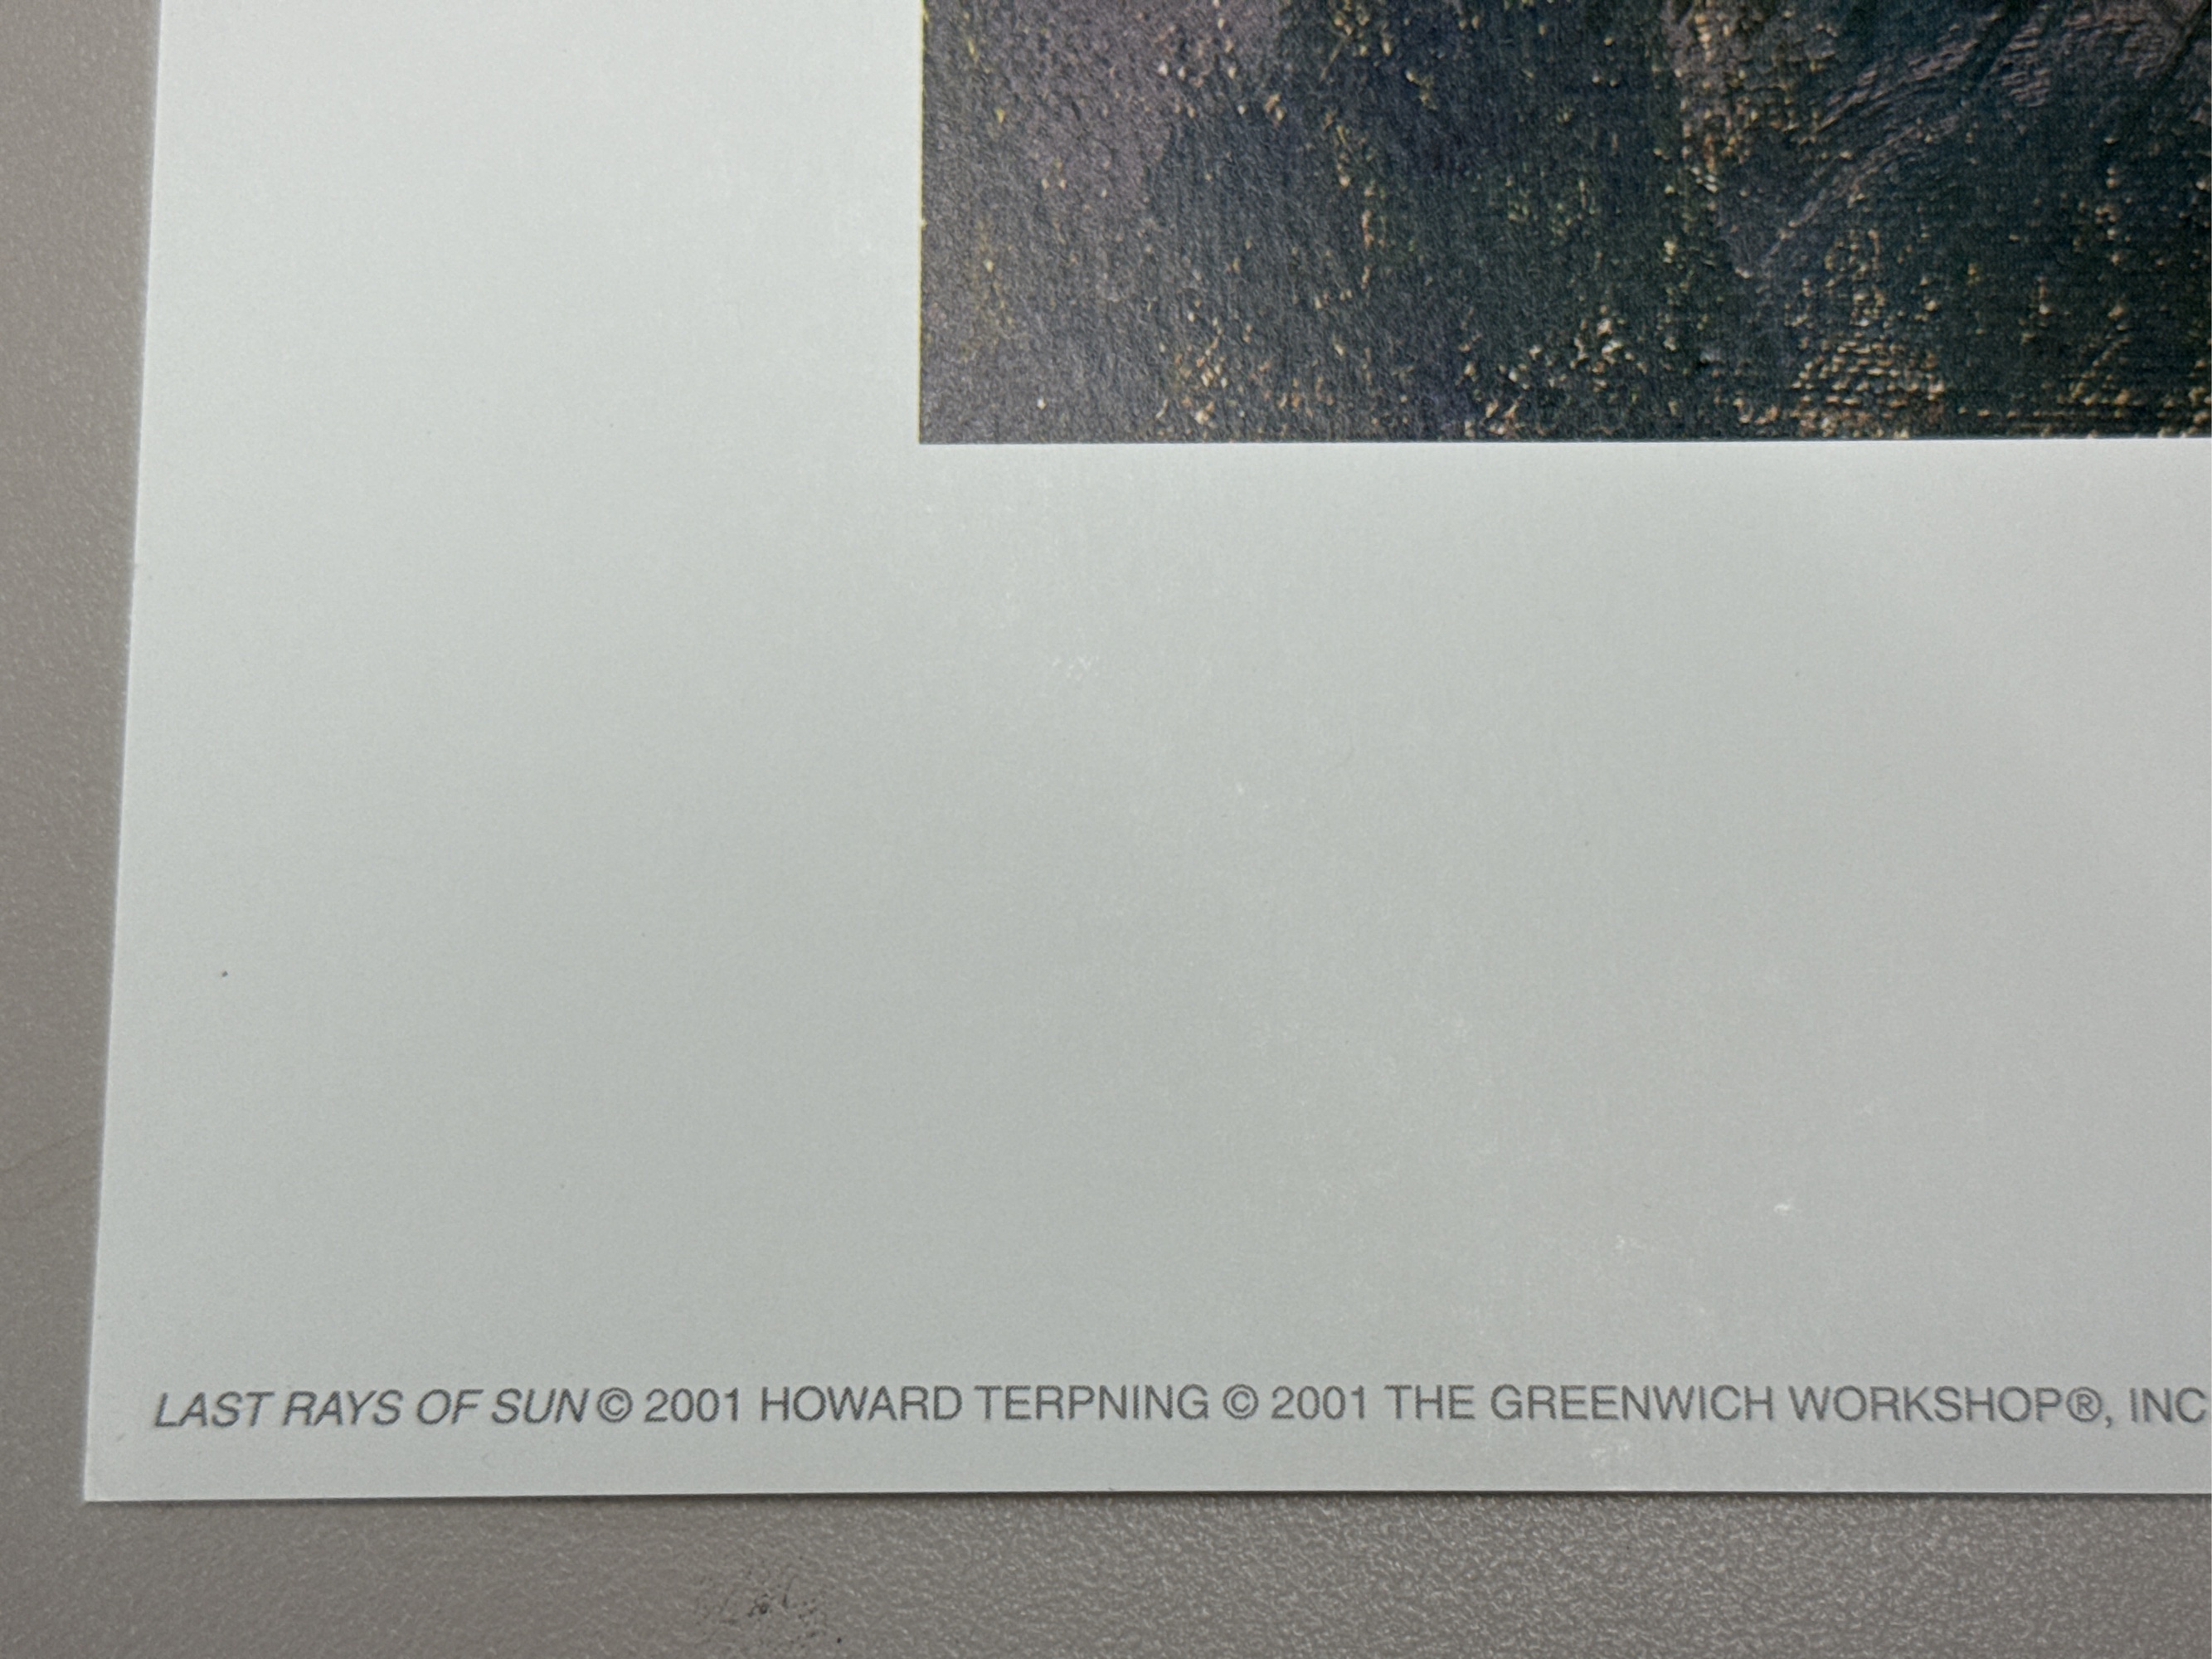 LAST RAYS OF SUN © 2001 HOWARD TERPNING © 2001 THE GREENWICH WORKSHOP®, INC